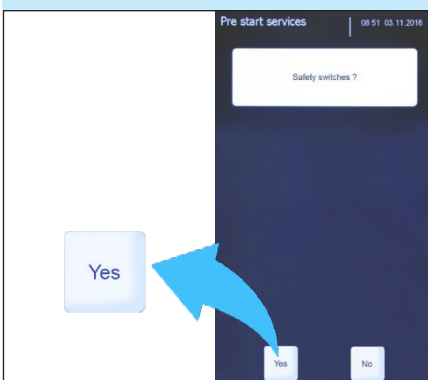 Pre start services
08 51 03.11.2016
Safety switches ?
Yes
Yes
No